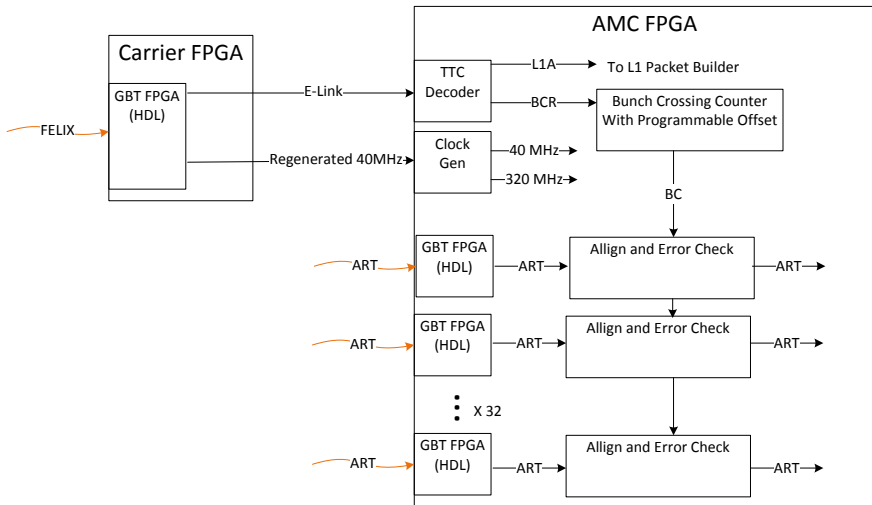 AMC FPGA
Carrier FPGA
GBT FPGA
(HDL)
FELIX
E-Link
Regenerated 40MHz
TTC
Decoder
L1A
To L1 Packet Builder
BCR
Bunch Crossing Counter
With Programmable Offset
Clock
Gen
40 MHz
320 MHz
BC
ART
GBT FPGA
(HDL)
ART
Allign and Error Check
ART
ART
GBT FPGA
(HDL)
ART
Allign and Error Check
ART
X 32
ART
GBT FPGA
(HDL)
ART
Allign and Error Check
ART